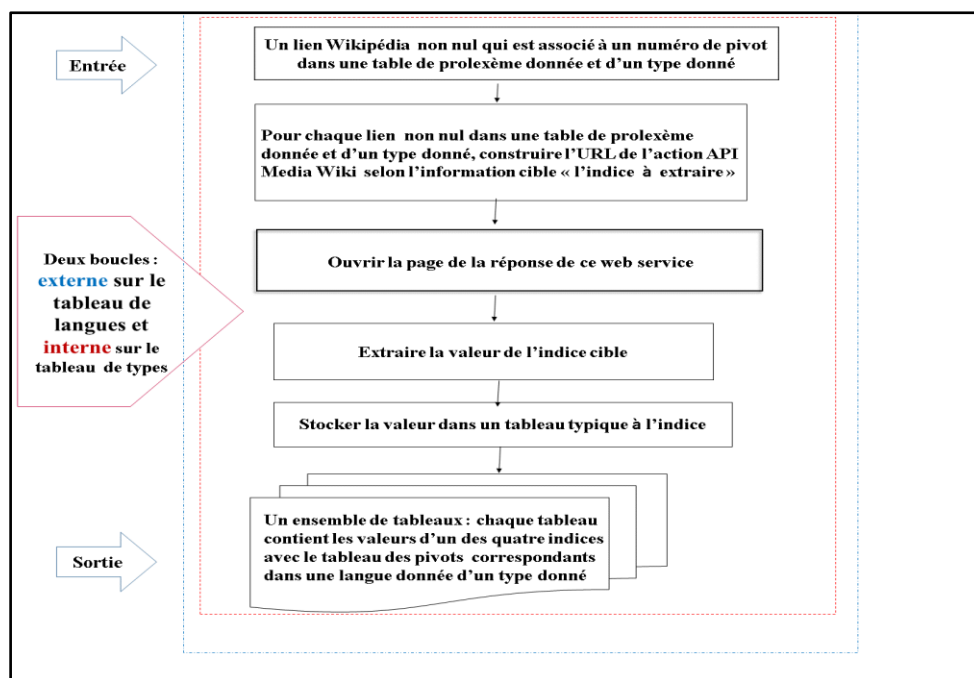 Entrée
Un lien Wikipédia non nul qui est associé à un numéro de pivot
dans une table de prolexème donnée et d'un type donné
Pour chaque lien non nul dans une table de prolexème
donnée et d'un type donné, construire l'URL de l'action API
Media Wiki selon l'information cible « l'indice à extraire »
Deux boucles :
externe sur le
tableau de
langues et
interne sur le
tableau de types
Ouvrir la page de la réponse de ce web service
Extraire la valeur de l'indice cible
Stocker la valeur dans un tableau typique à l'indice
Sortie
Un ensemble de tableaux : chaque tableau
contient les valeurs d'un des quatre indices
avec le tableau des pivots correspondants
dans une langue donnée d'un type donné